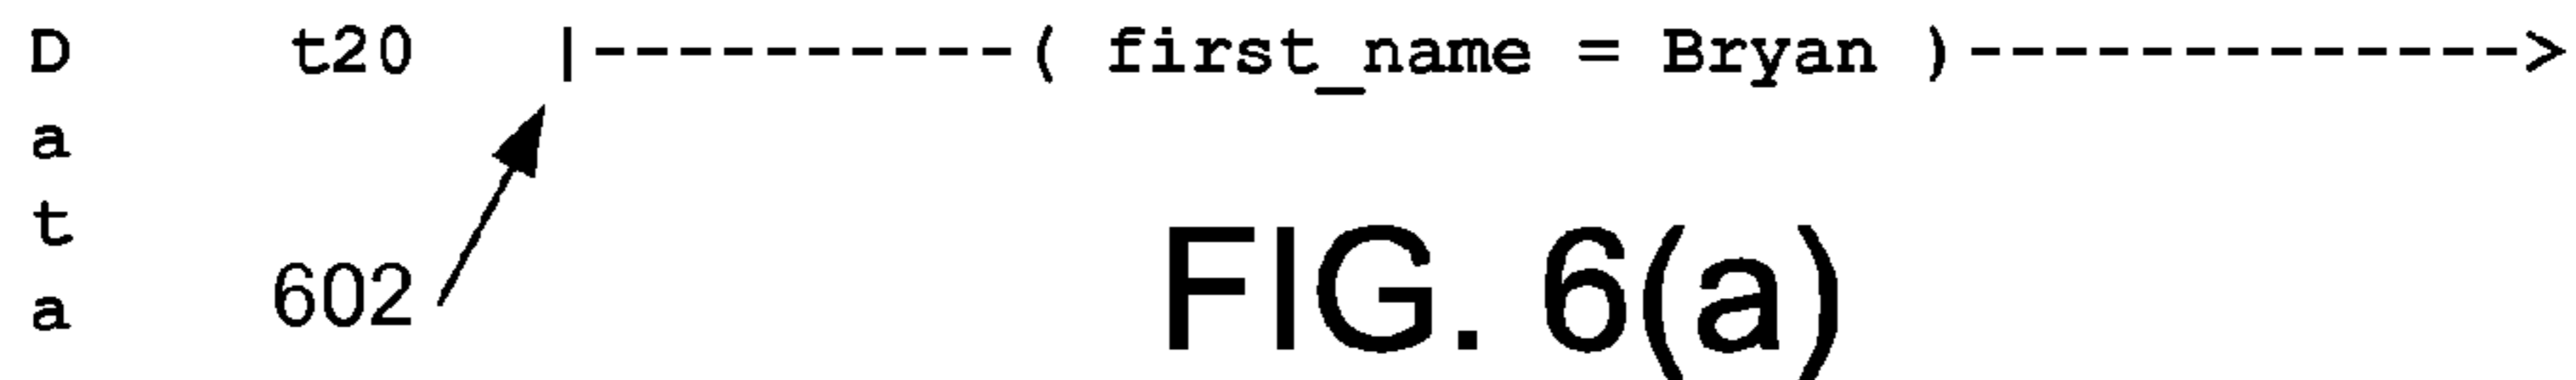 D t20 |-----------( first_name = Bryan )-------------->
a
t
a 602
FIG. 6(a)